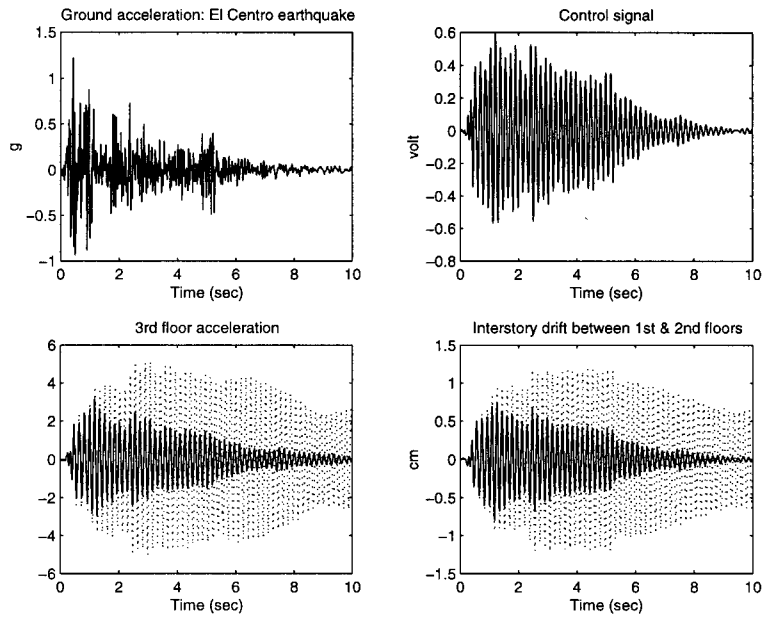 Ground acceleration: El Centro earthquake
1.5
1
0.5
0
−0.5
−1
g
0 2 4 6 8 10
Time (sec)
Control signal
0.6
0.4
0.2
0
−0.2
−0.4
−0.6
−0.8
volt
0 2 4 6 8 10
Time (sec)
3rd floor acceleration
6
4
2
0
−2
−4
−6
0 2 4 6 8 10
Time (sec)
Interstory drift between 1st & 2nd floors
1.5
1
0.5
0
−0.5
−1
−1.5
cm
0 2 4 6 8 10
Time (sec)